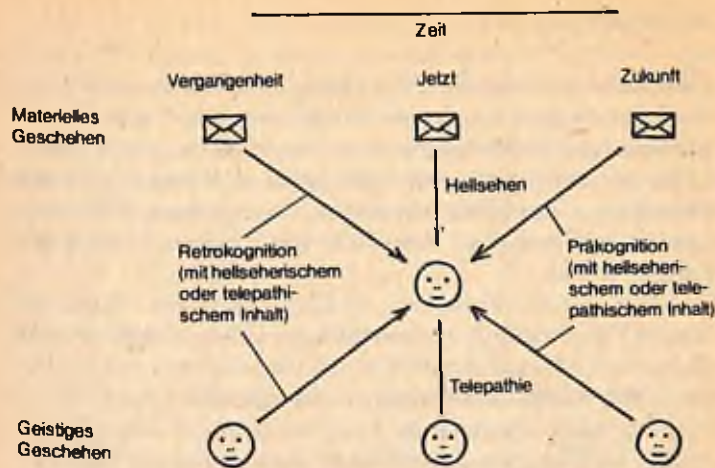 Zeit
Vergangenheit
Jetzt
Zukunft
Materielles
Geschehen
Hellsehen
Retrokognition
(mit hellseherischem
oder telepathi-
schem Inhalt)
Präkognition
(mit hellseheri-
schem oder tele-
pathischem Inhalt)
Telepathie
Geistiges
Geschehen